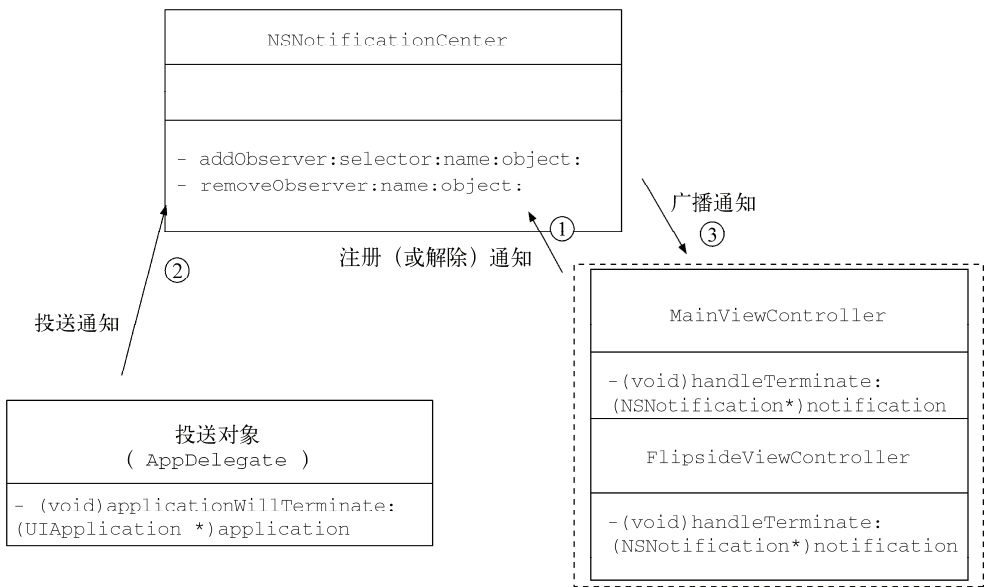 NSNotificationCenter
- addObserver:selector:name:object:
- removeObserver:name:object:
广播通知
③
①
注册（或解除）通知
②
投送通知
MainViewController
-(void)handleTerminate:
(NSNotification*)notification
FlipsideViewController
-(void)handleTerminate:
(NSNotification*)notification
投送对象
( AppDelegate )
- (void)applicationWillTerminate:
(UIApplication *)application